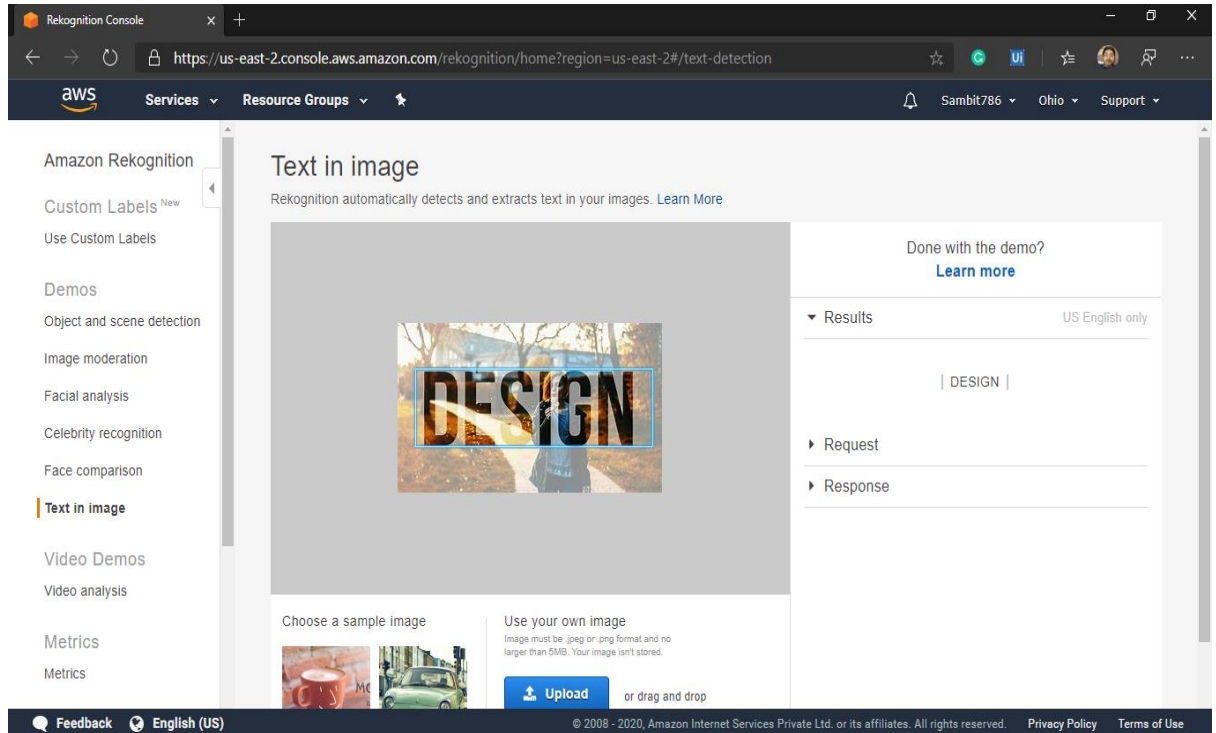 Rekognition Console
https://us-east-2.console.aws.amazon.com/rekognition/home?region=us-east-2#/text-detection
aws Services Resource Groups Sambit786 Ohio Support
Amazon Rekognition
Custom Labels New
Use Custom Labels
Demos
Object and scene detection
Image moderation
Facial analysis
Celebrity recognition
Face comparison
Text in image
Video Demos
Video analysis
Metrics
Metrics
Text in image
Rekognition automatically detects and extracts text in your images. Learn More
DESIGN
Choose a sample image
Use your own image
Image must be .jpeg or .png format and no
larger than 5MB. Your image isn't stored.
Upload or drag and drop
Done with the demo?
Learn more
Results US English only
| DESIGN |
Request
Response
Feedback English (US) © 2008 - 2020, Amazon Internet Services Private Ltd. or its affiliates. All rights reserved. Privacy Policy Terms of Use